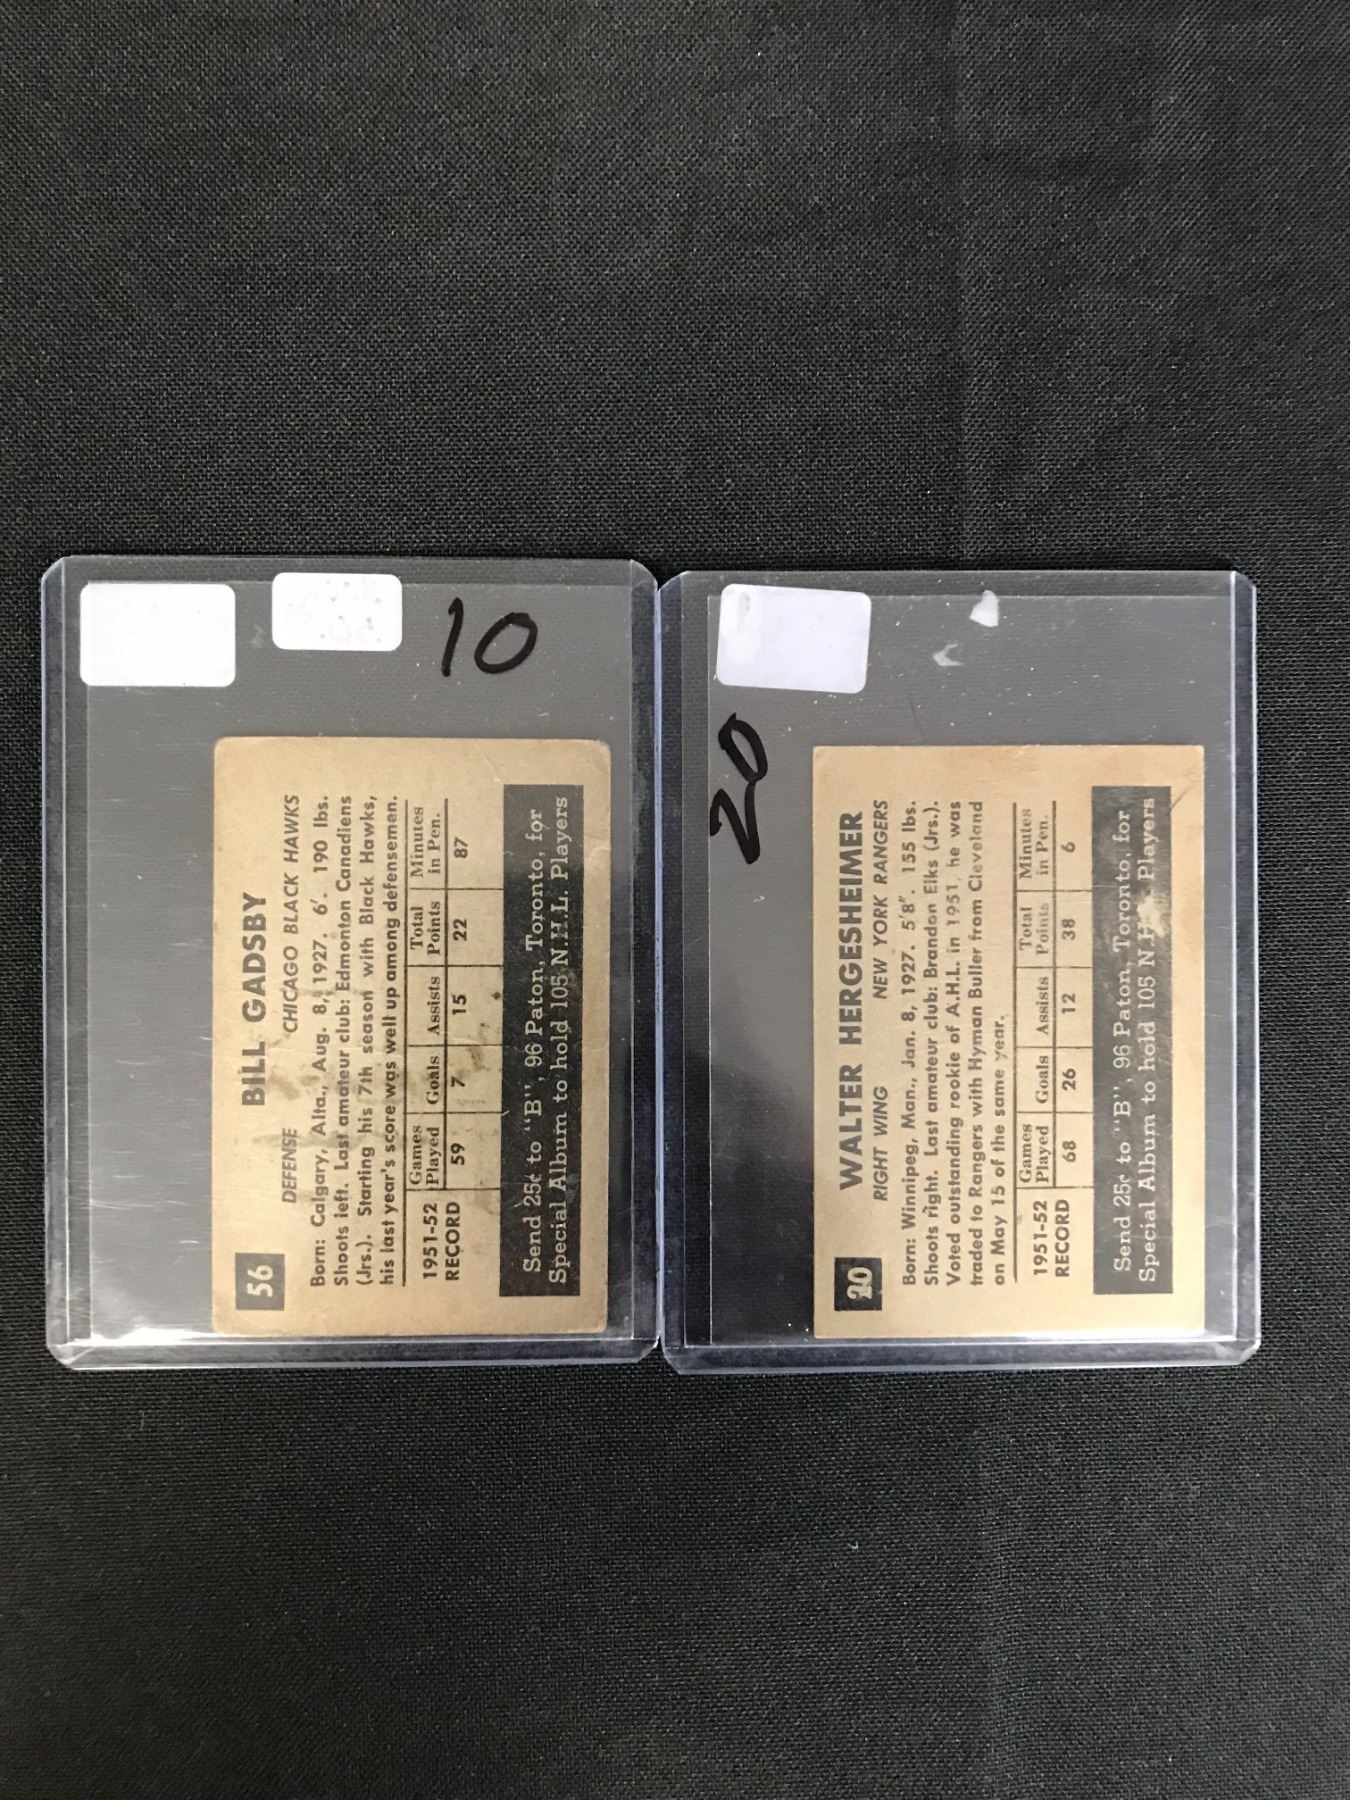 10
56
BILL GADSBY
DEFENSE CHICAGO BLACK HAWKS
Born: Calgary, Alta., Aug. 8, 1927. 6'. 190 lbs.
Shoots left. Last amateur club: Edmonton Canadiens
(Jrs.). Starting his 7th season with Black Hawks,
his last year's score was well up among defensemen.
1951-52 RECORD
Games Played Goals Assists Total Points Minutes in Pen.
59 7 15 22 87
Send 25¢ to "B", 96 Paton, Toronto, for
Special Album to hold 105 N.H.L. Players
20
20
WALTER HERGESHEIMER
RIGHT WING NEW YORK RANGERS
Born: Winnipeg, Man., Jan. 8, 1927. 5'8". 155 lbs.
Shoots right. Last amateur club: Brandon Elks (Jrs.).
Voted outstanding rookie of A.H.L. in 1951, he was
traded to Rangers with Hyman Buller from Cleveland
on May 15 of the same year.
1951-52 RECORD
Games Played Goals Assists Total Points Minutes in Pen.
68 26 12 38 6
Send 25¢ to "B", 96 Paton, Toronto, for
Special Album to hold 105 N.H.L. Players